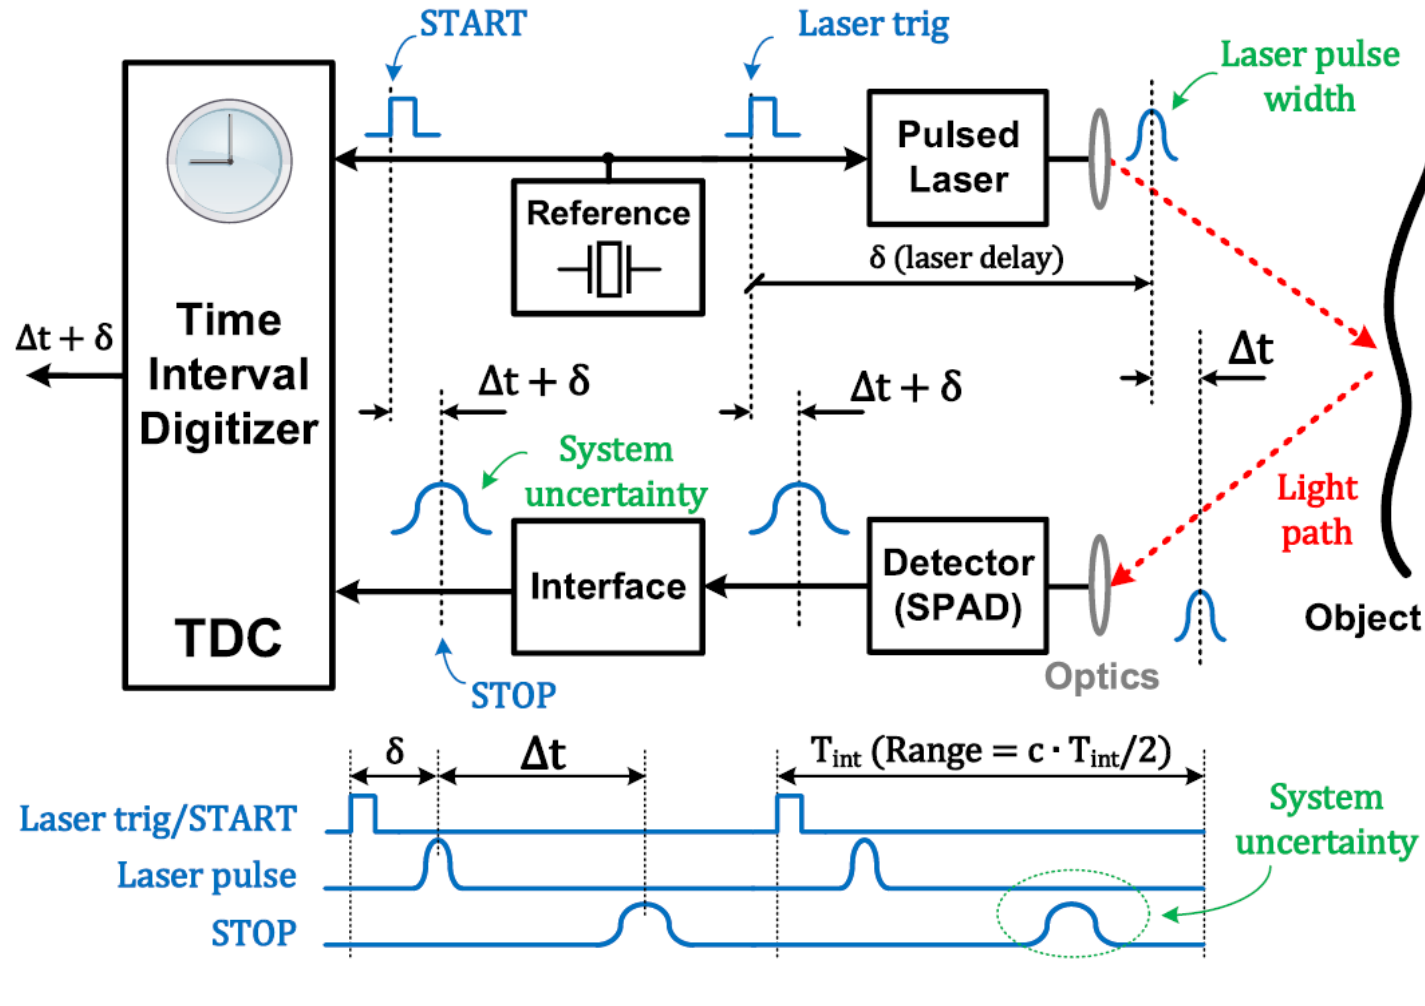 START
Laser trig
Laser pulse
width
Pulsed
Laser
Reference
δ (laser delay)
Time
Interval
Digitizer
Δt + δ
Δt
Δt + δ
Δt + δ
System
uncertainty
Light
path
Interface
Detector
(SPAD)
Object
TDC
STOP
Optics
δ
Δt
T_int (Range = c · T_int/2)
Laser trig/START
System
uncertainty
Laser pulse
STOP